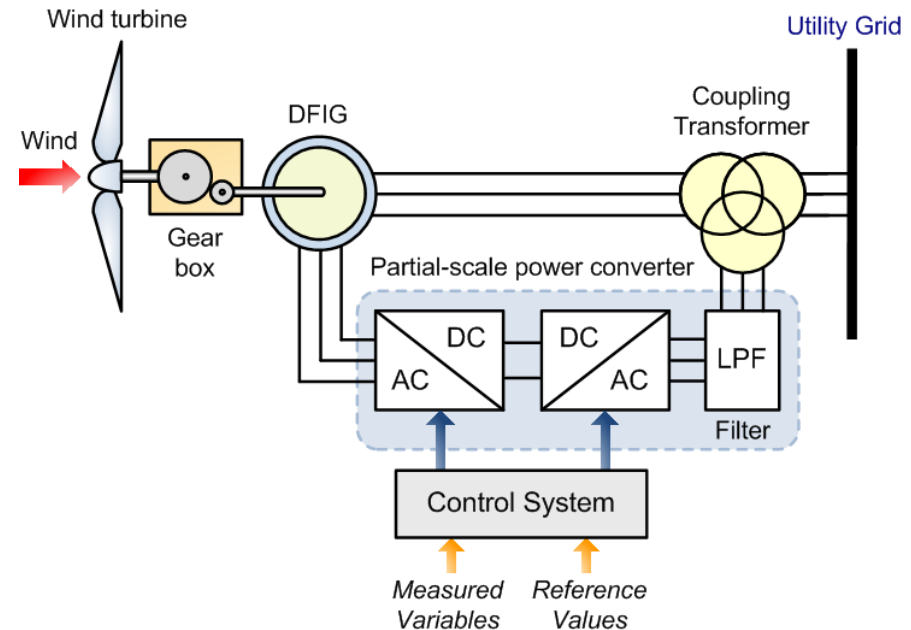 Wind turbine
Utility Grid
Coupling
Transformer
DFIG
Wind
Gear
box
Partial-scale power converter
DC
AC
DC
AC
LPF
Filter
Control System
Measured
Variables
Reference
Values